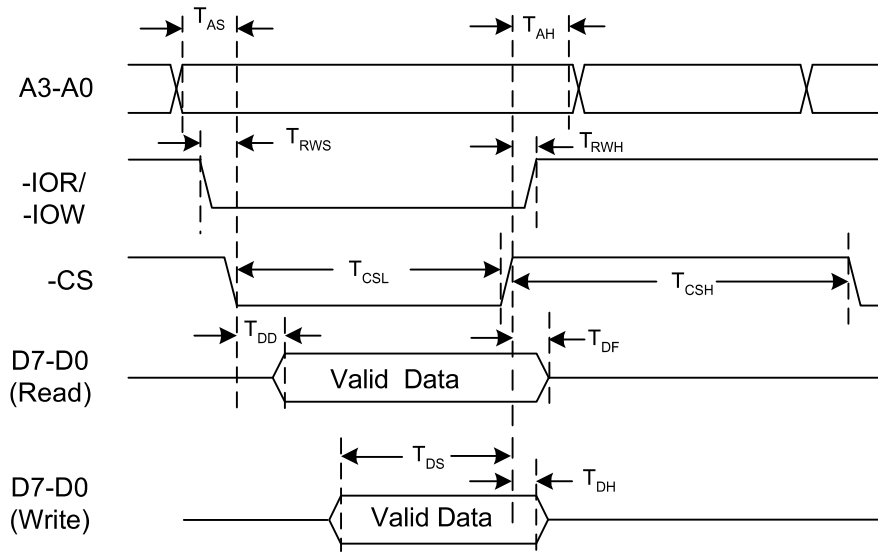 TAS
TAH
A3-A0
TRWS
TRWH
-IOR/
-IOW
-CS
TCSL
TCSH
TDD
TDF
D7-D0
(Read)
Valid Data
TDS
TDH
D7-D0
(Write)
Valid Data